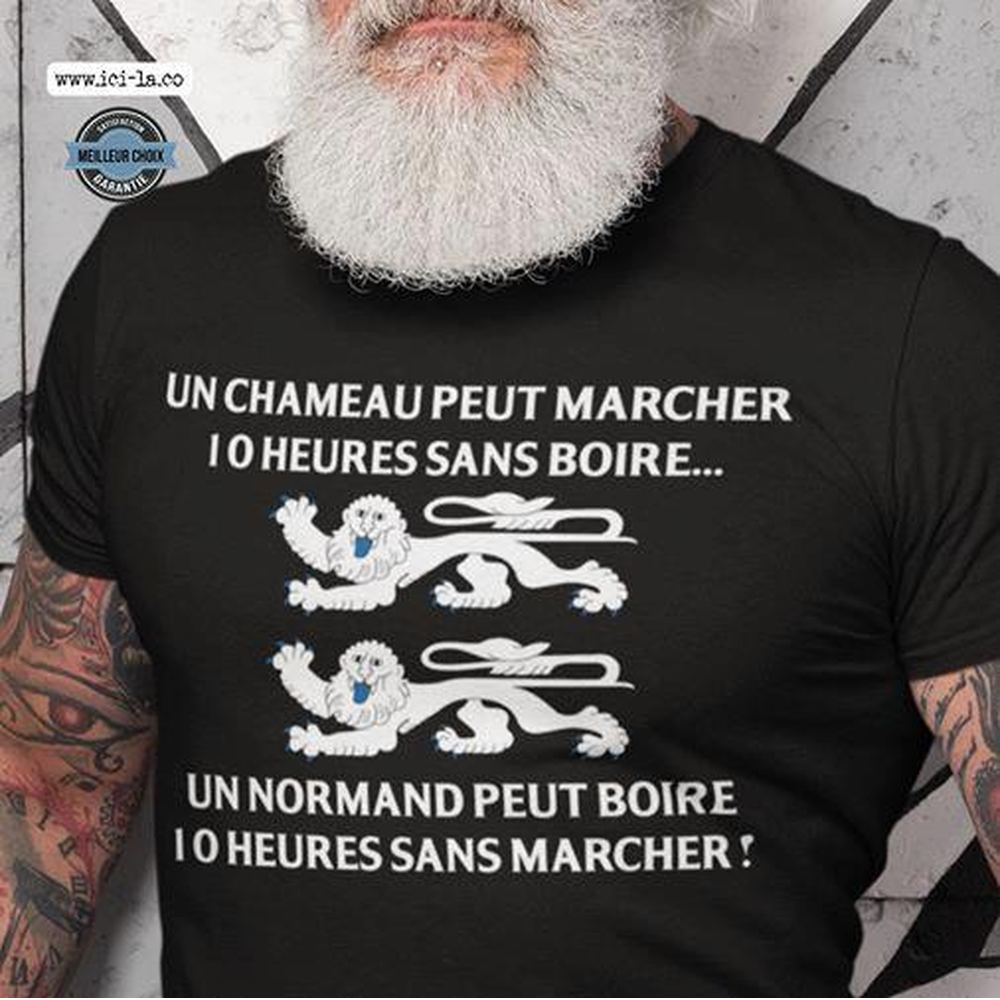 www.ici-la.co
SATISFACTION
MEILLEUR CHOIX
GARANTIE
UN CHAMEAU PEUT MARCHER
10 HEURES SANS BOIRE...
UN NORMAND PEUT BOIRE
10 HEURES SANS MARCHER !